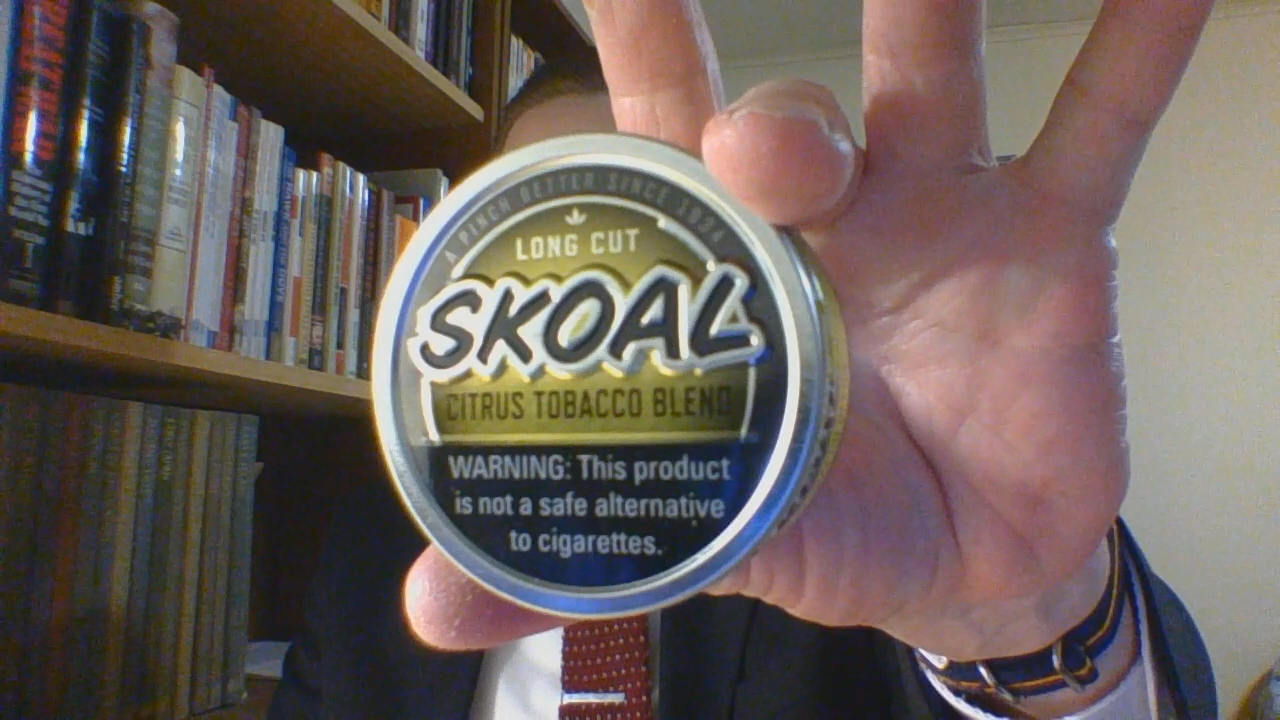 A PINCH BETTER SINCE 1934
LONG CUT
SKOAL
CITRUS TOBACCO BLEND
WARNING: This product
is not a safe alternative
to cigarettes.